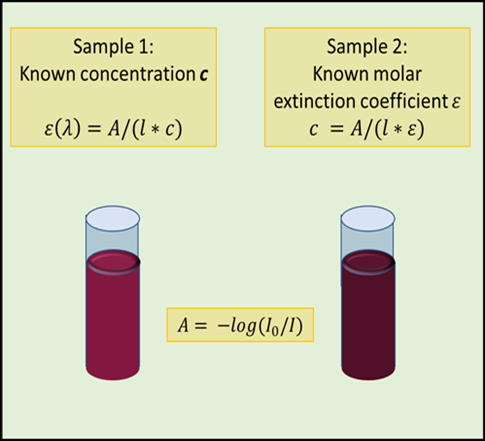 Sample 1:
Known concentration c
ε(λ) = A/(l * c)
Sample 2:
Known molar
extinction coefficient ε
c = A/(l * ε)
A = −log(I₀/I)